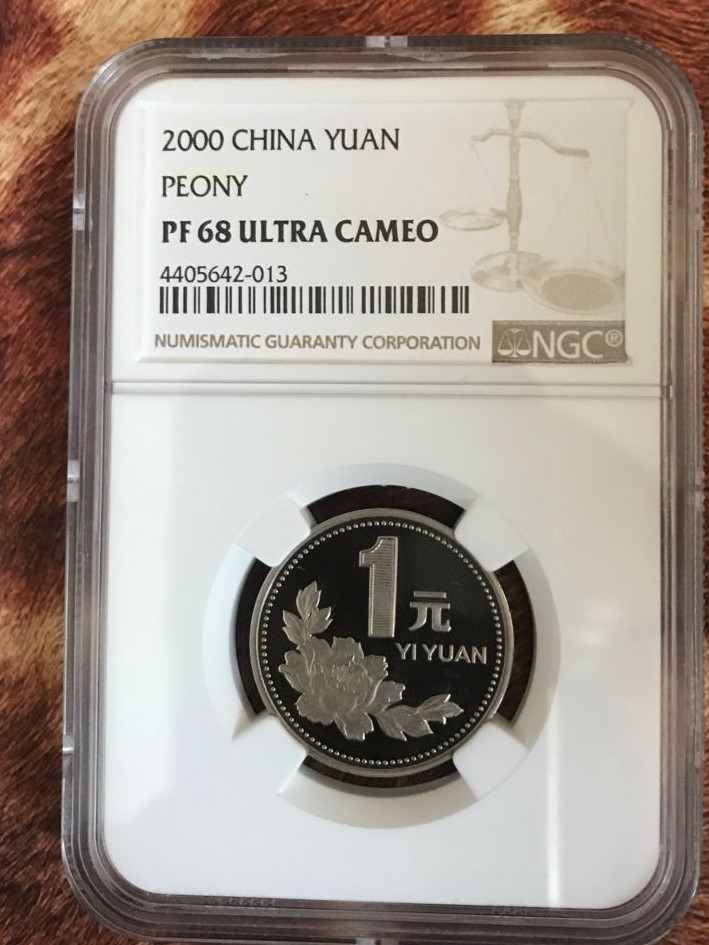 2000 CHINA YUAN
PEONY
PF 68 ULTRA CAMEO
4405642-013
NUMISMATIC GUARANTY CORPORATION NGC®
1元
YI YUAN